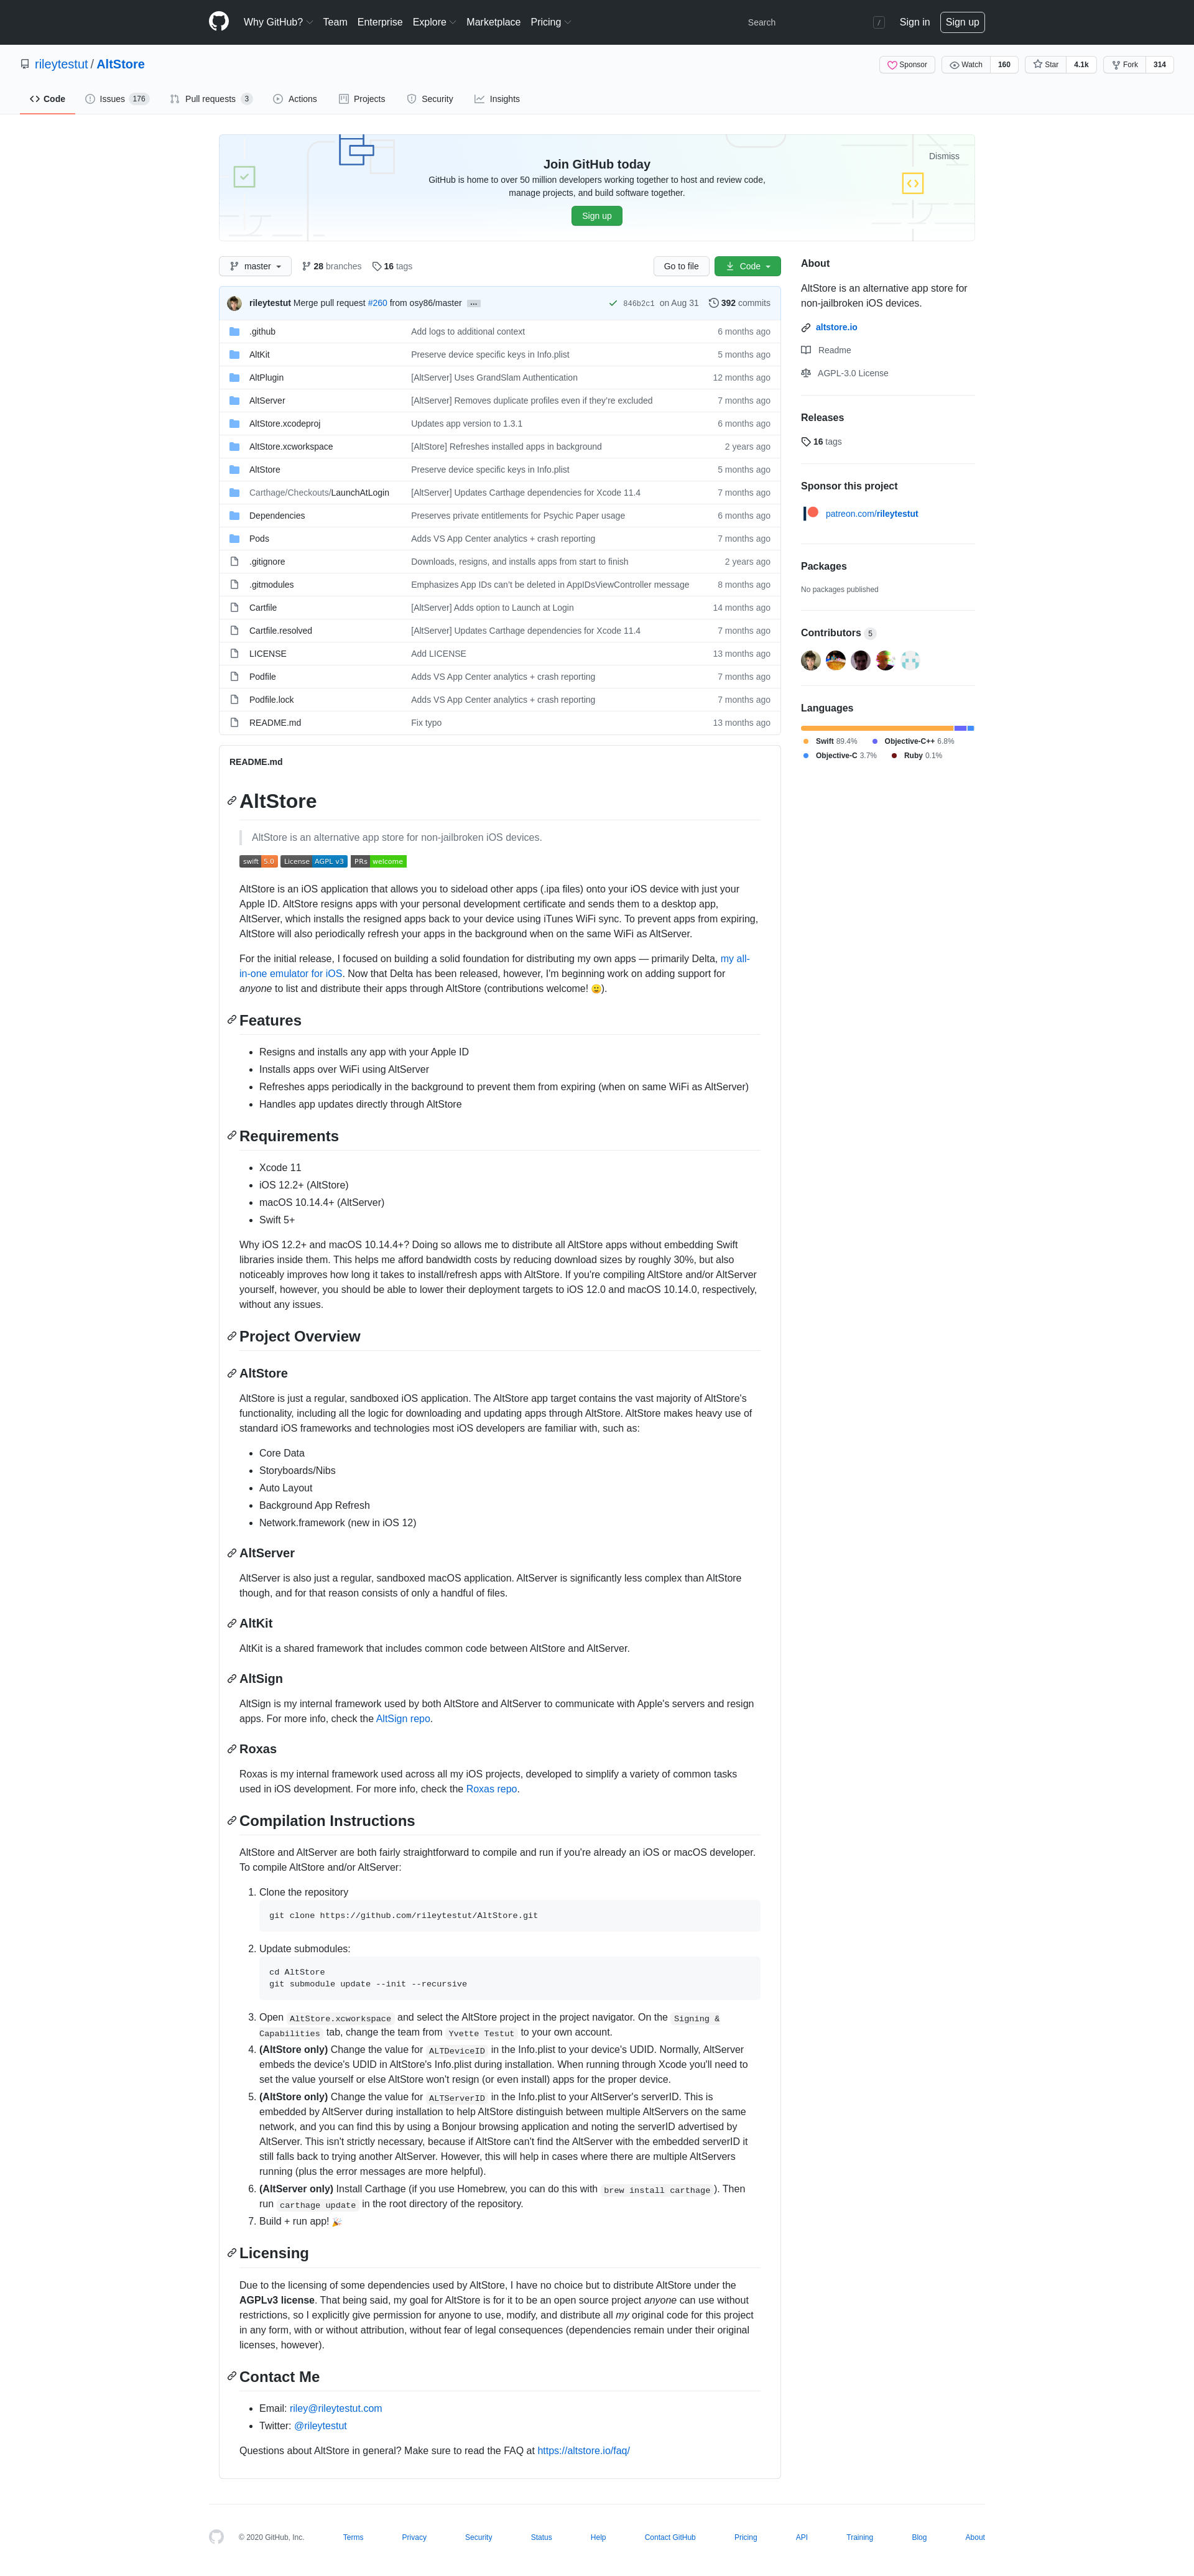 Why GitHub? Team Enterprise Explore Marketplace Pricing Search / Sign in Sign up
rileytestut / AltStore
Sponsor Watch 160 Star 4.1k Fork 314
Code Issues 176 Pull requests 3 Actions Projects Security Insights
Join GitHub today
Dismiss
GitHub is home to over 50 million developers working together to host and review code,
manage projects, and build software together.
Sign up
master 28 branches 16 tags Go to file Code
rileytestut Merge pull request #260 from osy86/master … 846b2c1 on Aug 31 392 commits
.github Add logs to additional context 6 months ago
AltKit Preserve device specific keys in Info.plist 5 months ago
AltPlugin [AltServer] Uses GrandSlam Authentication 12 months ago
AltServer [AltServer] Removes duplicate profiles even if they're excluded 7 months ago
AltStore.xcodeproj Updates app version to 1.3.1 6 months ago
AltStore.xcworkspace [AltStore] Refreshes installed apps in background 2 years ago
AltStore Preserve device specific keys in Info.plist 5 months ago
Carthage/Checkouts/LaunchAtLogin [AltServer] Updates Carthage dependencies for Xcode 11.4 7 months ago
Dependencies Preserves private entitlements for Psychic Paper usage 6 months ago
Pods Adds VS App Center analytics + crash reporting 7 months ago
.gitignore Downloads, resigns, and installs apps from start to finish 2 years ago
.gitmodules Emphasizes App IDs can't be deleted in AppIDsViewController message 8 months ago
Cartfile [AltServer] Adds option to Launch at Login 14 months ago
Cartfile.resolved [AltServer] Updates Carthage dependencies for Xcode 11.4 7 months ago
LICENSE Add LICENSE 13 months ago
Podfile Adds VS App Center analytics + crash reporting 7 months ago
Podfile.lock Adds VS App Center analytics + crash reporting 7 months ago
README.md Fix typo 13 months ago
About
AltStore is an alternative app store for
non-jailbroken iOS devices.
altstore.io
Readme
AGPL-3.0 License
Releases
16 tags
Sponsor this project
patreon.com/rileytestut
Packages
No packages published
Contributors 5
Languages
Swift 89.4% Objective-C++ 6.8%
Objective-C 3.7% Ruby 0.1%
README.md
AltStore
AltStore is an alternative app store for non-jailbroken iOS devices.
swift 5.0 License AGPL v3 PRs welcome
AltStore is an iOS application that allows you to sideload other apps (.ipa files) onto your iOS device with just your
Apple ID. AltStore resigns apps with your personal development certificate and sends them to a desktop app,
AltServer, which installs the resigned apps back to your device using iTunes WiFi sync. To prevent apps from expiring,
AltStore will also periodically refresh your apps in the background when on the same WiFi as AltServer.
For the initial release, I focused on building a solid foundation for distributing my own apps — primarily Delta, my all-
in-one emulator for iOS. Now that Delta has been released, however, I'm beginning work on adding support for
anyone to list and distribute their apps through AltStore (contributions welcome! 🙂).
Features
• Resigns and installs any app with your Apple ID
• Installs apps over WiFi using AltServer
• Refreshes apps periodically in the background to prevent them from expiring (when on same WiFi as AltServer)
• Handles app updates directly through AltStore
Requirements
• Xcode 11
• iOS 12.2+ (AltStore)
• macOS 10.14.4+ (AltServer)
• Swift 5+
Why iOS 12.2+ and macOS 10.14.4+? Doing so allows me to distribute all AltStore apps without embedding Swift
libraries inside them. This helps me afford bandwidth costs by reducing download sizes by roughly 30%, but also
noticeably improves how long it takes to install/refresh apps with AltStore. If you're compiling AltStore and/or AltServer
yourself, however, you should be able to lower their deployment targets to iOS 12.0 and macOS 10.14.0, respectively,
without any issues.
Project Overview
AltStore
AltStore is just a regular, sandboxed iOS application. The AltStore app target contains the vast majority of AltStore's
functionality, including all the logic for downloading and updating apps through AltStore. AltStore makes heavy use of
standard iOS frameworks and technologies most iOS developers are familiar with, such as:
• Core Data
• Storyboards/Nibs
• Auto Layout
• Background App Refresh
• Network.framework (new in iOS 12)
AltServer
AltServer is also just a regular, sandboxed macOS application. AltServer is significantly less complex than AltStore
though, and for that reason consists of only a handful of files.
AltKit
AltKit is a shared framework that includes common code between AltStore and AltServer.
AltSign
AltSign is my internal framework used by both AltStore and AltServer to communicate with Apple's servers and resign
apps. For more info, check the AltSign repo.
Roxas
Roxas is my internal framework used across all my iOS projects, developed to simplify a variety of common tasks
used in iOS development. For more info, check the Roxas repo.
Compilation Instructions
AltStore and AltServer are both fairly straightforward to compile and run if you're already an iOS or macOS developer.
To compile AltStore and/or AltServer:
1. Clone the repository
git clone https://github.com/rileytestut/AltStore.git
2. Update submodules:
cd AltStore
git submodule update --init --recursive
3. Open AltStore.xcworkspace and select the AltStore project in the project navigator. On the Signing &
Capabilities tab, change the team from Yvette Testut to your own account.
4. (AltStore only) Change the value for ALTDeviceID in the Info.plist to your device's UDID. Normally, AltServer
embeds the device's UDID in AltStore's Info.plist during installation. When running through Xcode you'll need to
set the value yourself or else AltStore won't resign (or even install) apps for the proper device.
5. (AltStore only) Change the value for ALTServerID in the Info.plist to your AltServer's serverID. This is
embedded by AltServer during installation to help AltStore distinguish between multiple AltServers on the same
network, and you can find this by using a Bonjour browsing application and noting the serverID advertised by
AltServer. This isn't strictly necessary, because if AltStore can't find the AltServer with the embedded serverID it
still falls back to trying another AltServer. However, this will help in cases where there are multiple AltServers
running (plus the error messages are more helpful).
6. (AltServer only) Install Carthage (if you use Homebrew, you can do this with brew install carthage). Then
run carthage update in the root directory of the repository.
7. Build + run app! 🎉
Licensing
Due to the licensing of some dependencies used by AltStore, I have no choice but to distribute AltStore under the
AGPLv3 license. That being said, my goal for AltStore is for it to be an open source project anyone can use without
restrictions, so I explicitly give permission for anyone to use, modify, and distribute all my original code for this project
in any form, with or without attribution, without fear of legal consequences (dependencies remain under their original
licenses, however).
Contact Me
• Email: riley@rileytestut.com
• Twitter: @rileytestut
Questions about AltStore in general? Make sure to read the FAQ at https://altstore.io/faq/
© 2020 GitHub, Inc. Terms Privacy Security Status Help Contact GitHub Pricing API Training Blog About